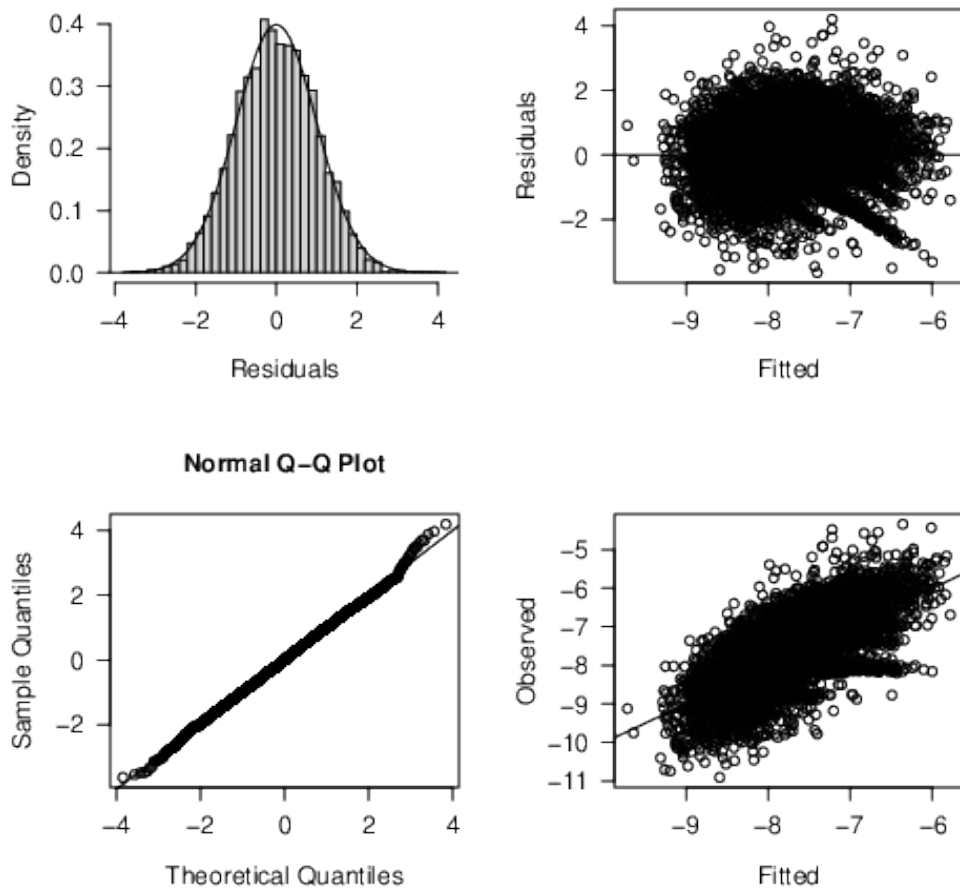 0.4
0.3
0.2
0.1
0.0
Density
−4 −2 0 2 4
Residuals
4
2
0
−2
Residuals
−9 −8 −7 −6
Fitted
Normal Q−Q Plot
4
2
0
−2
Sample Quantiles
−4 −2 0 2 4
Theoretical Quantiles
−5
−6
−7
−8
−9
−10
−11
Observed
−9 −8 −7 −6
Fitted